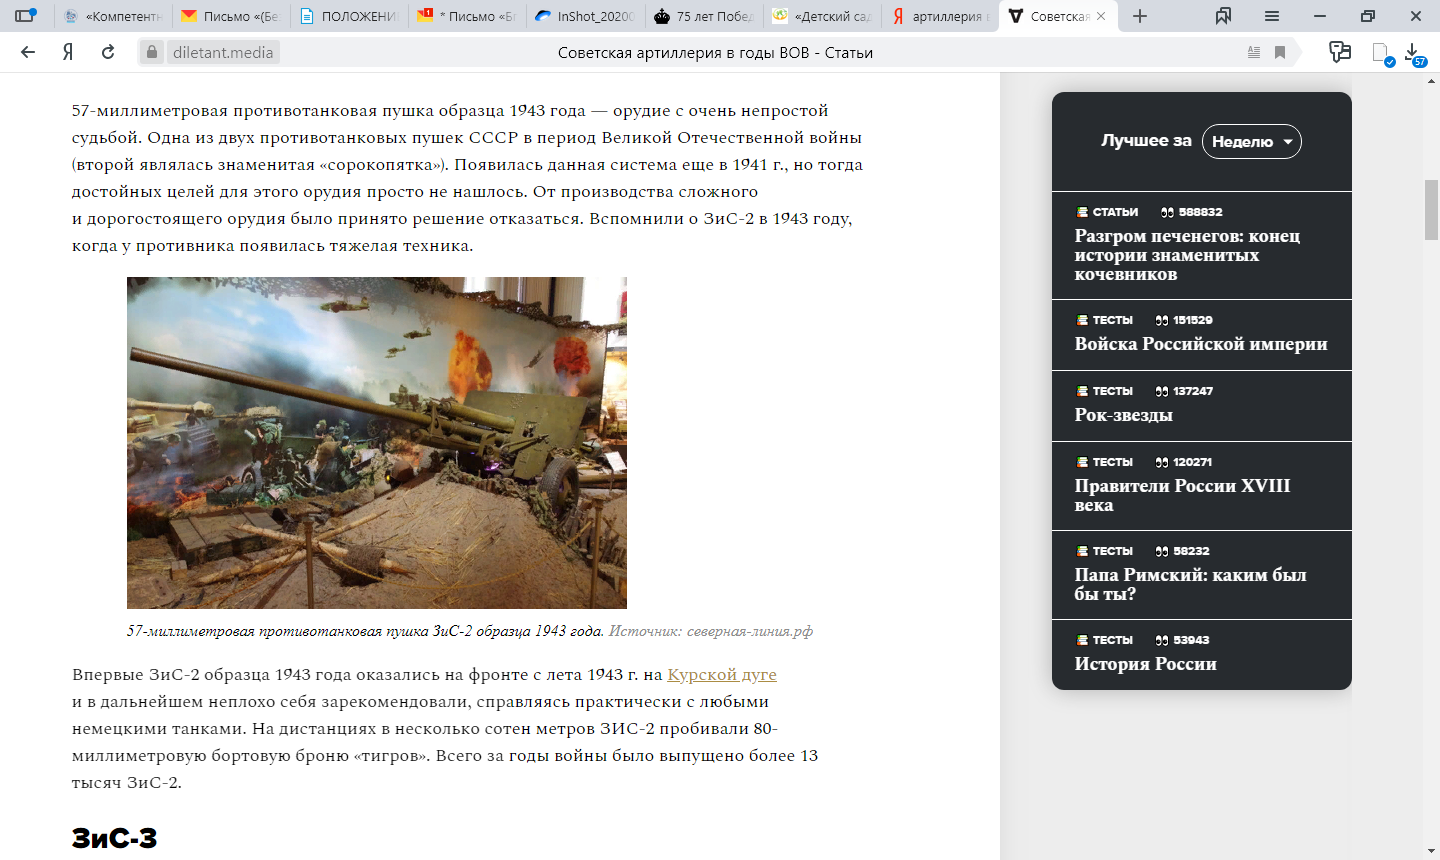 «Компетентн
Письмо «(Бе
ПОЛОЖЕНИ
1
* Письмо «Б
InShot_2020
75 лет Побед
«Детский сад
артиллерия в
Советская
Я
diletant.media
Советская артиллерия в годы ВОВ - Статьи
57
57-миллиметровая противотанковая пушка образца 1943 года — орудие с очень непростой
судьбой. Одна из двух противотанковых пушек СССР в период Великой Отечественной войны
(второй являлась знаменитая «сорокопятка»). Появилась данная система еще в 1941 г., но тогда
достойных целей для этого орудия просто не нашлось. От производства сложного
и дорогостоящего орудия было принято решение отказаться. Вспомнили о ЗиС-2 в 1943 году,
когда у противника появилась тяжелая техника.
57-миллиметровая противотанковая пушка ЗиС-2 образца 1943 года. Источник: северная-линия.рф
Впервые ЗиС-2 образца 1943 года оказались на фронте с лета 1943 г. на Курской дуге
и в дальнейшем неплохо себя зарекомендовали, справляясь практически с любыми
немецкими танками. На дистанциях в несколько сотен метров ЗИС-2 пробивали 80-
миллиметровую бортовую броню «тигров». Всего за годы войны было выпущено более 13
тысяч ЗиС-2.
ЗиС-3
Лучшее за Неделю
СТАТЬИ 588832
Разгром печенегов: конец
истории знаменитых
кочевников
ТЕСТЫ 151529
Войска Российской империи
ТЕСТЫ 137247
Рок-звезды
ТЕСТЫ 120271
Правители России XVIII
века
ТЕСТЫ 58232
Папа Римский: каким был
бы ты?
ТЕСТЫ 53943
История России